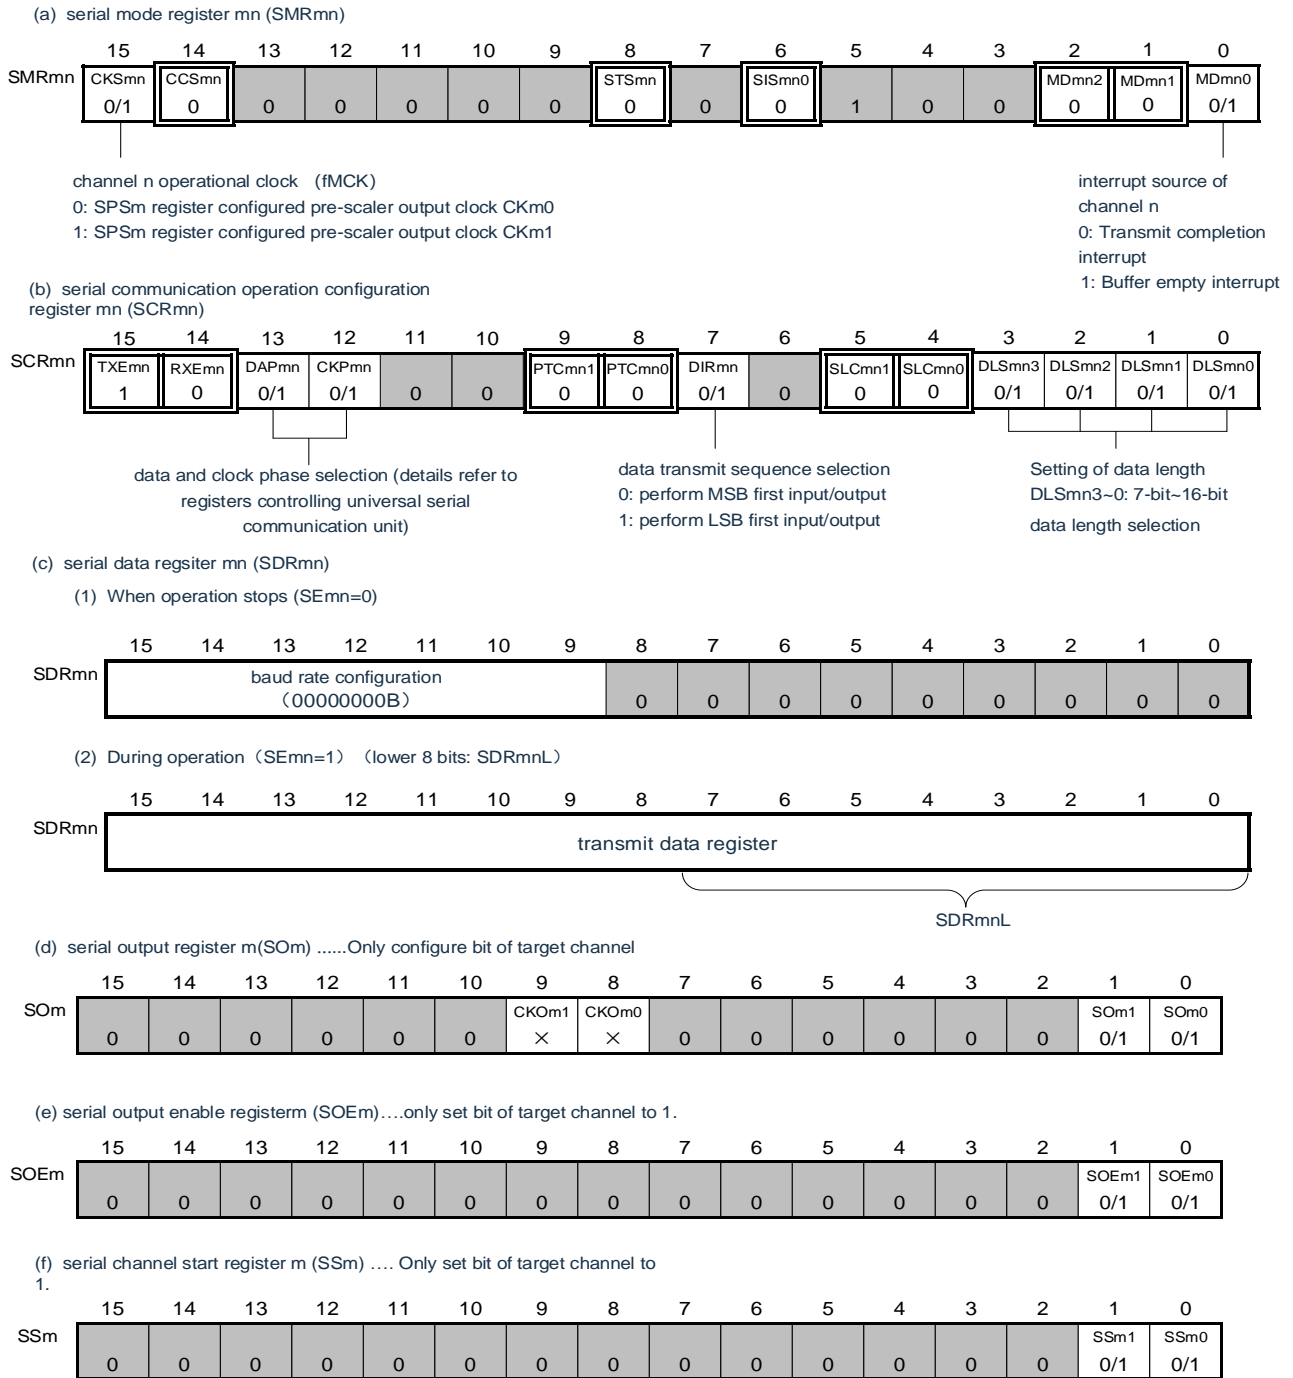 (a) serial mode register mn (SMRmn)
15 14 13 12 11 10 9 8 7 6 5 4 3 2 1 0
SMRmn CKSmn CCSmn STSmn SISmn0 MDmn2 MDmn1 MDmn0
0/1 0 0 0 0 0 0 0 0 0 1 0 0 0 0 0/1
channel n operational clock (fMCK)
0: SPSm register configured pre-scaler output clock CKm0
1: SPSm register configured pre-scaler output clock CKm1
interrupt source of
channel n
0: Transmit completion
interrupt
1: Buffer empty interrupt
(b) serial communication operation configuration
register mn (SCRmn)
15 14 13 12 11 10 9 8 7 6 5 4 3 2 1 0
SCRmn TXEmn RXEmn DAPmn CKPmn PTCmn1 PTCmn0 DIRmn SLCmn1 SLCmn0 DLSmn3 DLSmn2 DLSmn1 DLSmn0
1 0 0/1 0/1 0 0 0 0 0/1 0 0 0 0/1 0/1 0/1 0/1
data and clock phase selection (details refer to
registers controlling universal serial
communication unit)
data transmit sequence selection
0: perform MSB first input/output
1: perform LSB first input/output
Setting of data length
DLSmn3~0: 7-bit~16-bit
data length selection
(c) serial data regsiter mn (SDRmn)
(1) When operation stops (SEmn=0)
15 14 13 12 11 10 9 8 7 6 5 4 3 2 1 0
SDRmn baud rate configuration
（00000000B） 0 0 0 0 0 0 0 0 0
(2) During operation（SEmn=1）（lower 8 bits: SDRmnL）
15 14 13 12 11 10 9 8 7 6 5 4 3 2 1 0
SDRmn transmit data register
SDRmnL
(d) serial output register m(SOm) ......Only configure bit of target channel
15 14 13 12 11 10 9 8 7 6 5 4 3 2 1 0
SOm CKOm1 CKOm0 SOm1 SOm0
0 0 0 0 0 0 × × 0 0 0 0 0 0 0/1 0/1
(e) serial output enable registerm (SOEm)….only set bit of target channel to 1.
15 14 13 12 11 10 9 8 7 6 5 4 3 2 1 0
SOEm SOEm1 SOEm0
0 0 0 0 0 0 0 0 0 0 0 0 0 0 0/1 0/1
(f) serial channel start register m (SSm) …. Only set bit of target channel to
1.
15 14 13 12 11 10 9 8 7 6 5 4 3 2 1 0
SSm SSm1 SSm0
0 0 0 0 0 0 0 0 0 0 0 0 0 0 0/1 0/1